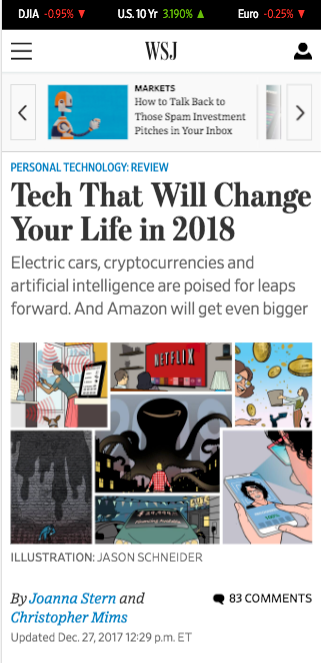 DJIA -0.95% ▼ U.S. 10 Yr 3.190% ▲ Euro -0.25% ▼
WSJ
MARKETS
How to Talk Back to
Those Spam Investment
Pitches in Your Inbox
PERSONAL TECHNOLOGY: REVIEW
Tech That Will Change
Your Life in 2018
Electric cars, cryptocurrencies and
artificial intelligence are poised for leaps
forward. And Amazon will get even bigger
NETFLIX
ILLUSTRATION: JASON SCHNEIDER
By Joanna Stern and
Christopher Mims
83 COMMENTS
Updated Dec. 27, 2017 12:29 p.m. ET